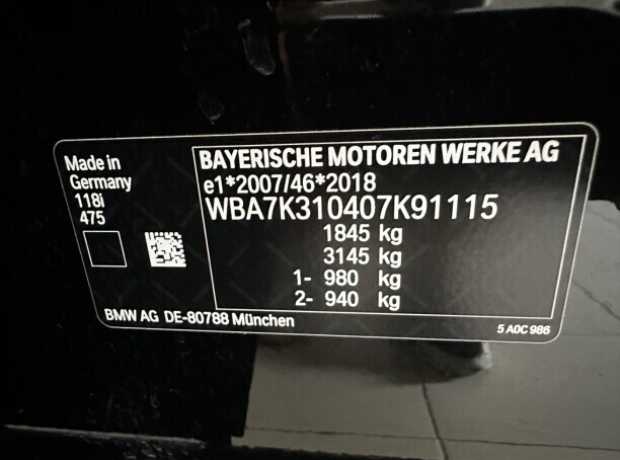 Made in
Germany
118i
475
BAYERISCHE MOTOREN WERKE AG
e1*2007/46*2018
WBA7K310407K91115
1845 kg
3145 kg
1- 980 kg
2- 940 kg
BMW AG DE-80788 München
5 A0C 986